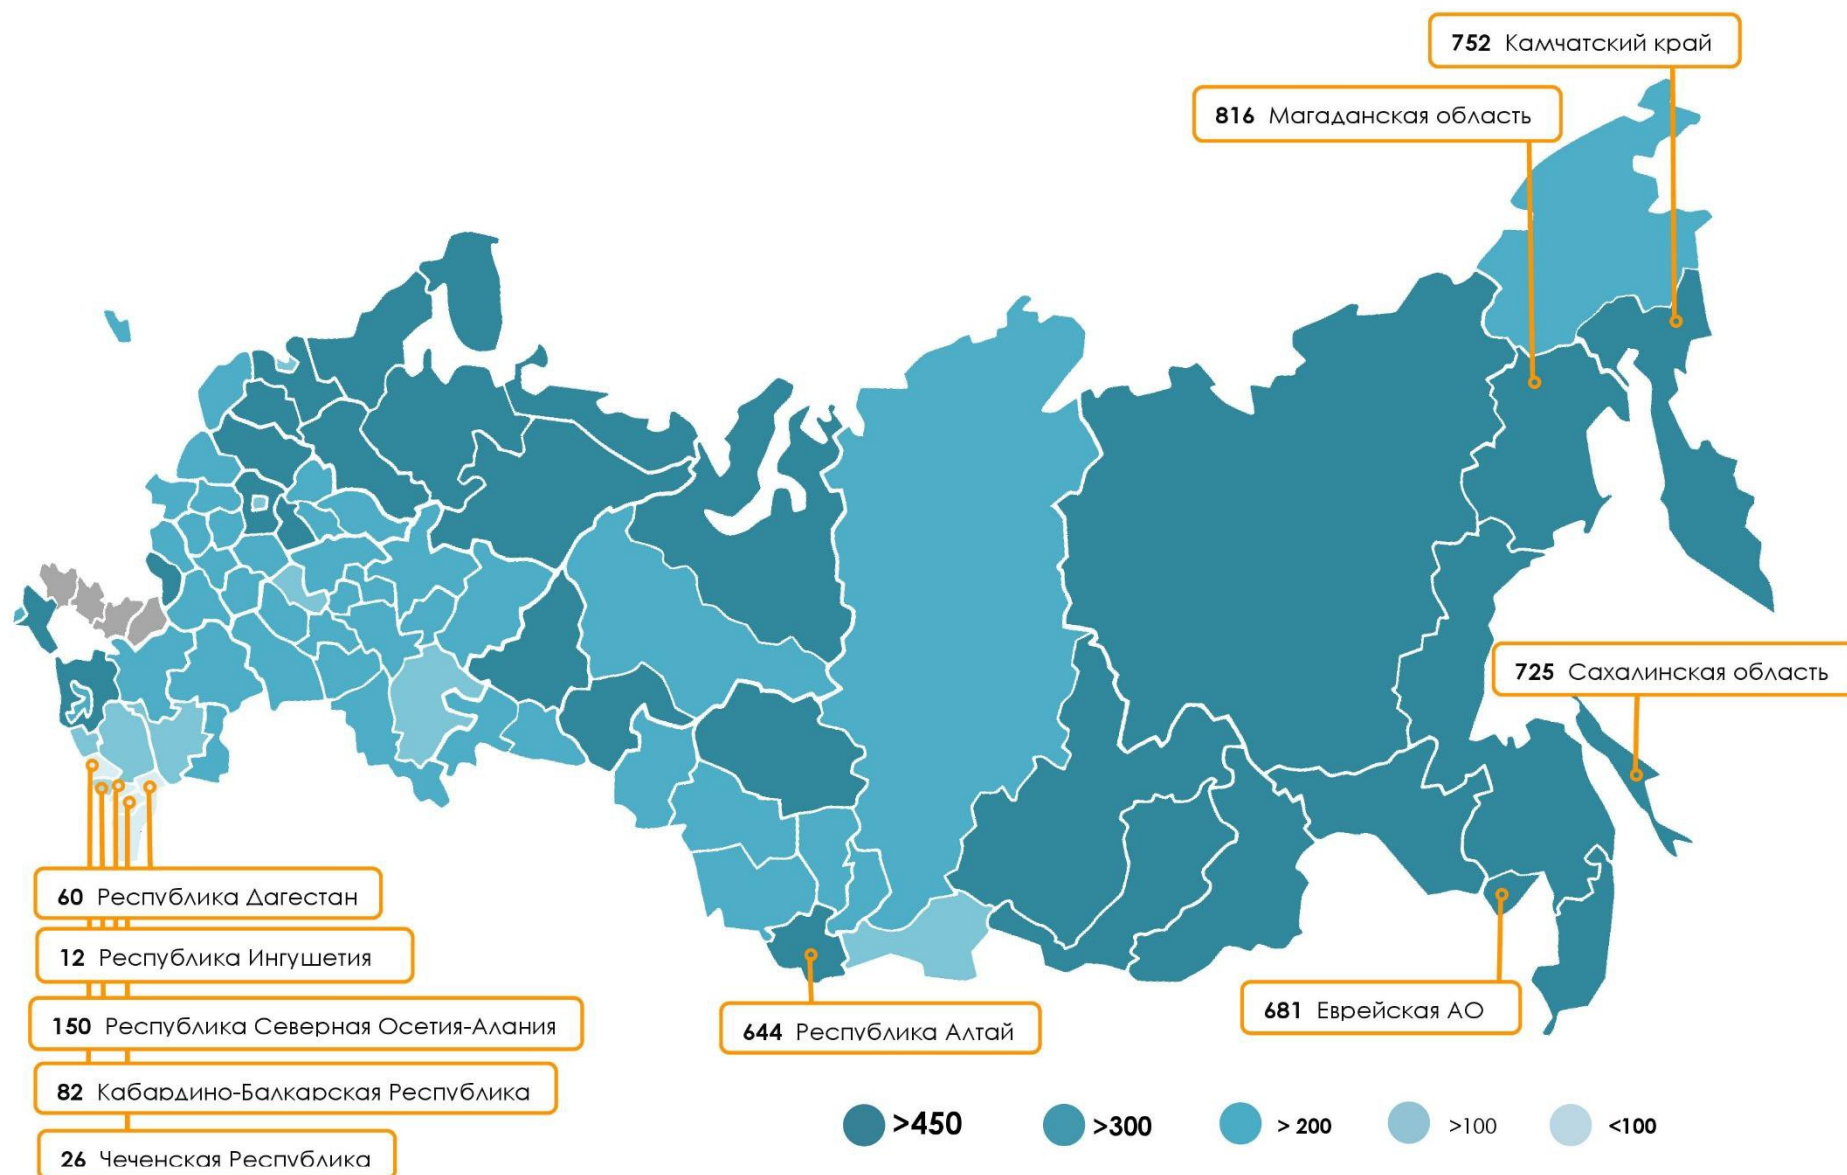 752 Камчатский край
816 Магаданская область
725 Сахалинская область
60 Республика Дагестан
12 Республика Ингушетия
150 Республика Северная Осетия-Алания
644 Республика Алтай
681 Еврейская АО
82 Кабардино-Балкарская Республика
26 Чеченская Республика
>450 >300 > 200 >100 <100